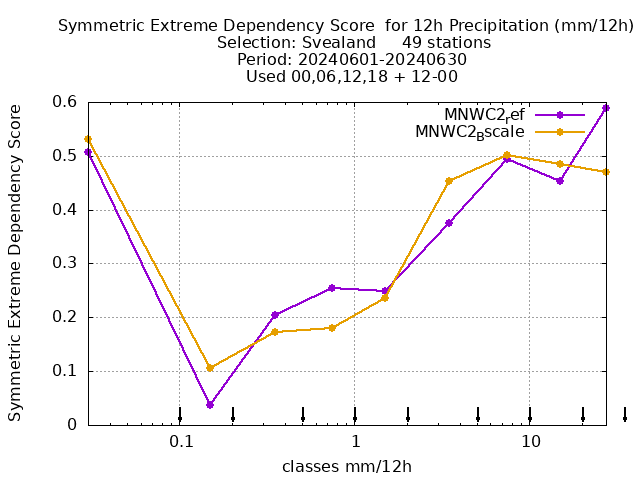 Symmetric Extreme Dependency Score  for 12h Precipitation (mm/12h)
Selection: Svealand     49 stations
Period: 20240601-20240630
Used 00,06,12,18 + 12-00
Symmetric Extreme Dependency Score
0.6
0.5
0.4
0.3
0.2
0.1
0
MNWC2ref
MNWC2Bscale
0.1
1
10
classes mm/12h